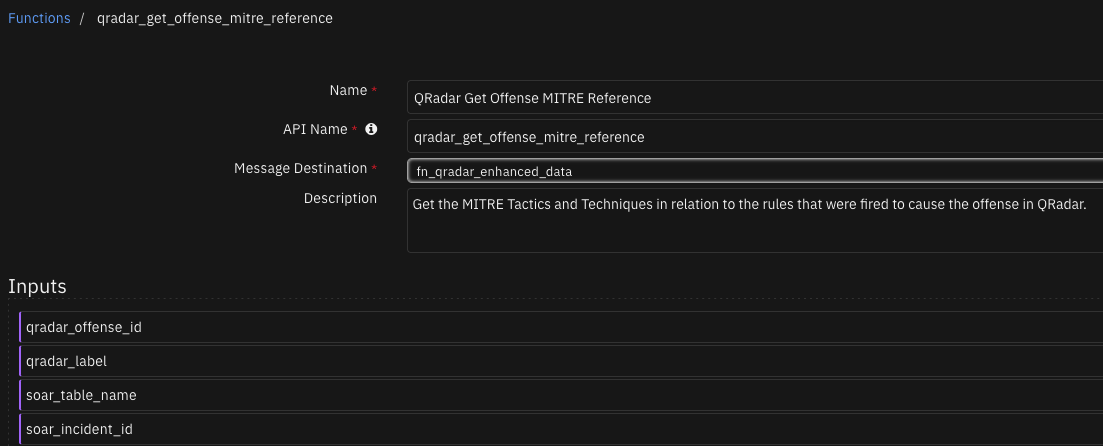 Functions / qradar_get_offense_mitre_reference
Name * QRadar Get Offense MITRE Reference
API Name * qradar_get_offense_mitre_reference
Message Destination * fn_qradar_enhanced_data
Description Get the MITRE Tactics and Techniques in relation to the rules that were fired to cause the offense in QRadar.
Inputs
qradar_offense_id
qradar_label
soar_table_name
soar_incident_id